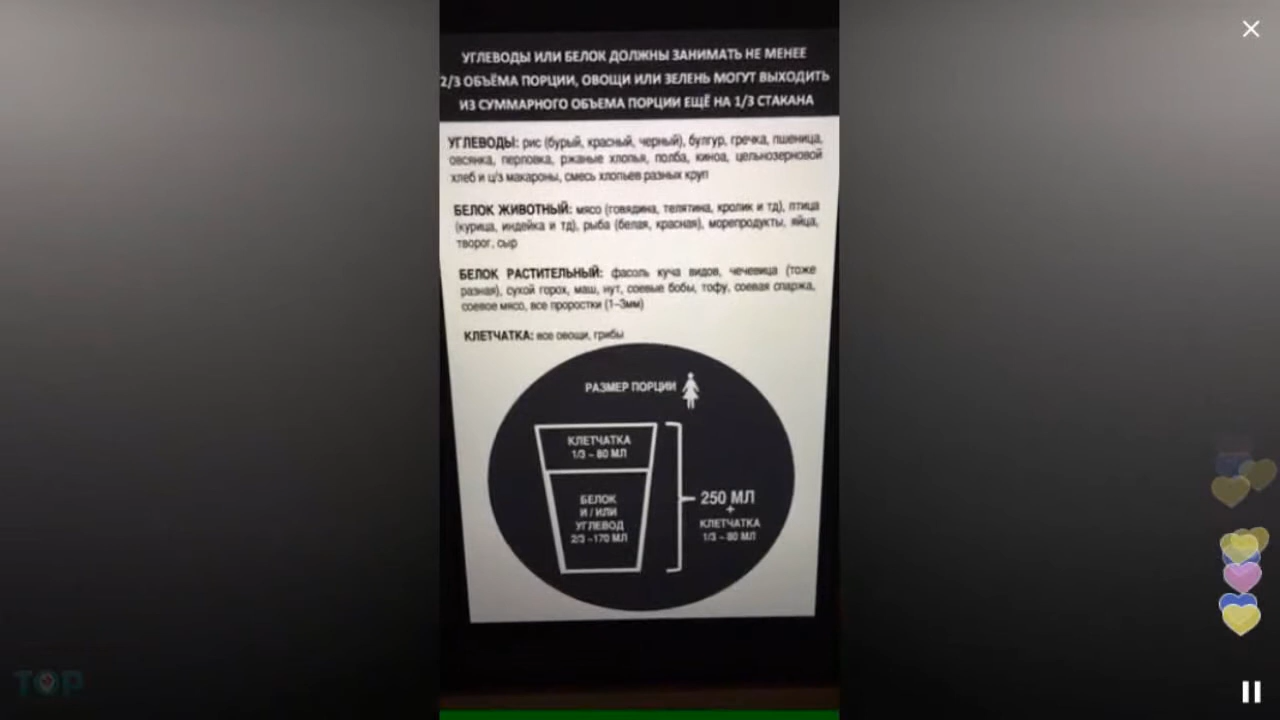 УГЛЕВОДЫ ИЛИ БЕЛОК ДОЛЖНЫ ЗАНИМАТЬ НЕ МЕНЕЕ
2/3 ОБЪЁМА ПОРЦИИ, ОВОЩИ ИЛИ ЗЕЛЕНЬ МОГУТ ВЫХОДИТЬ
ИЗ СУММАРНОГО ОБЪЕМА ПОРЦИИ ЕЩЁ НА 1/3 СТАКАНА
УГЛЕВОДЫ: рис (бурый, красный, черный), булгур, гречка, пшеница,
овсянка, перловка, ржаные хлопья, полба, киноа, цельнозерновой
хлеб и ц/з макароны, смесь хлопьев разных круп
БЕЛОК ЖИВОТНЫЙ: мясо (говядина, телятина, кролик и тд), птица
(курица, индейка и тд), рыба (белая, красная), морепродукты, яйца,
творог, сыр
БЕЛОК РАСТИТЕЛЬНЫЙ: фасоль куча видов, чечевица (тоже
разная), сухой горох, маш, нут, соевые бобы, тофу, соевая спаржа,
соевое мясо, все проростки (1-3мм)
КЛЕТЧАТКА: все овощи, грибы
РАЗМЕР ПОРЦИИ
КЛЕТЧАТКА
1/3 ~ 80 МЛ
БЕЛОК
И / ИЛИ
УГЛЕВОД
2/3 ~170 МЛ
250 МЛ
+
КЛЕТЧАТКА
1/3 ~ 80 МЛ
TOP